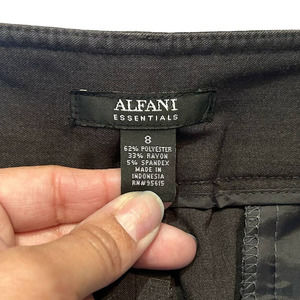 ALFANI
ESSENTIALS
8
62% POLYESTER
33% RAYON
5% SPANDEX
MADE IN
INDONESIA
RN#95615